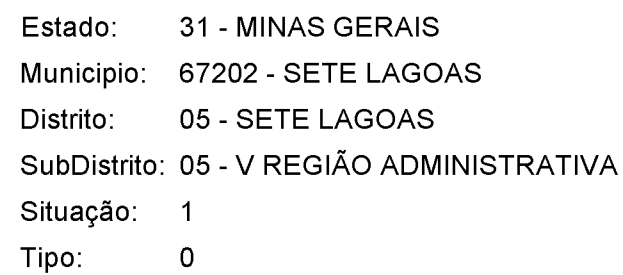 Estado: 31 - MINAS GERAIS
Municipio: 67202 - SETE LAGOAS
Distrito: 05 - SETE LAGOAS
SubDistrito: 05 - V REGIÃO ADMINISTRATIVA
Situação: 1
Tipo: 0